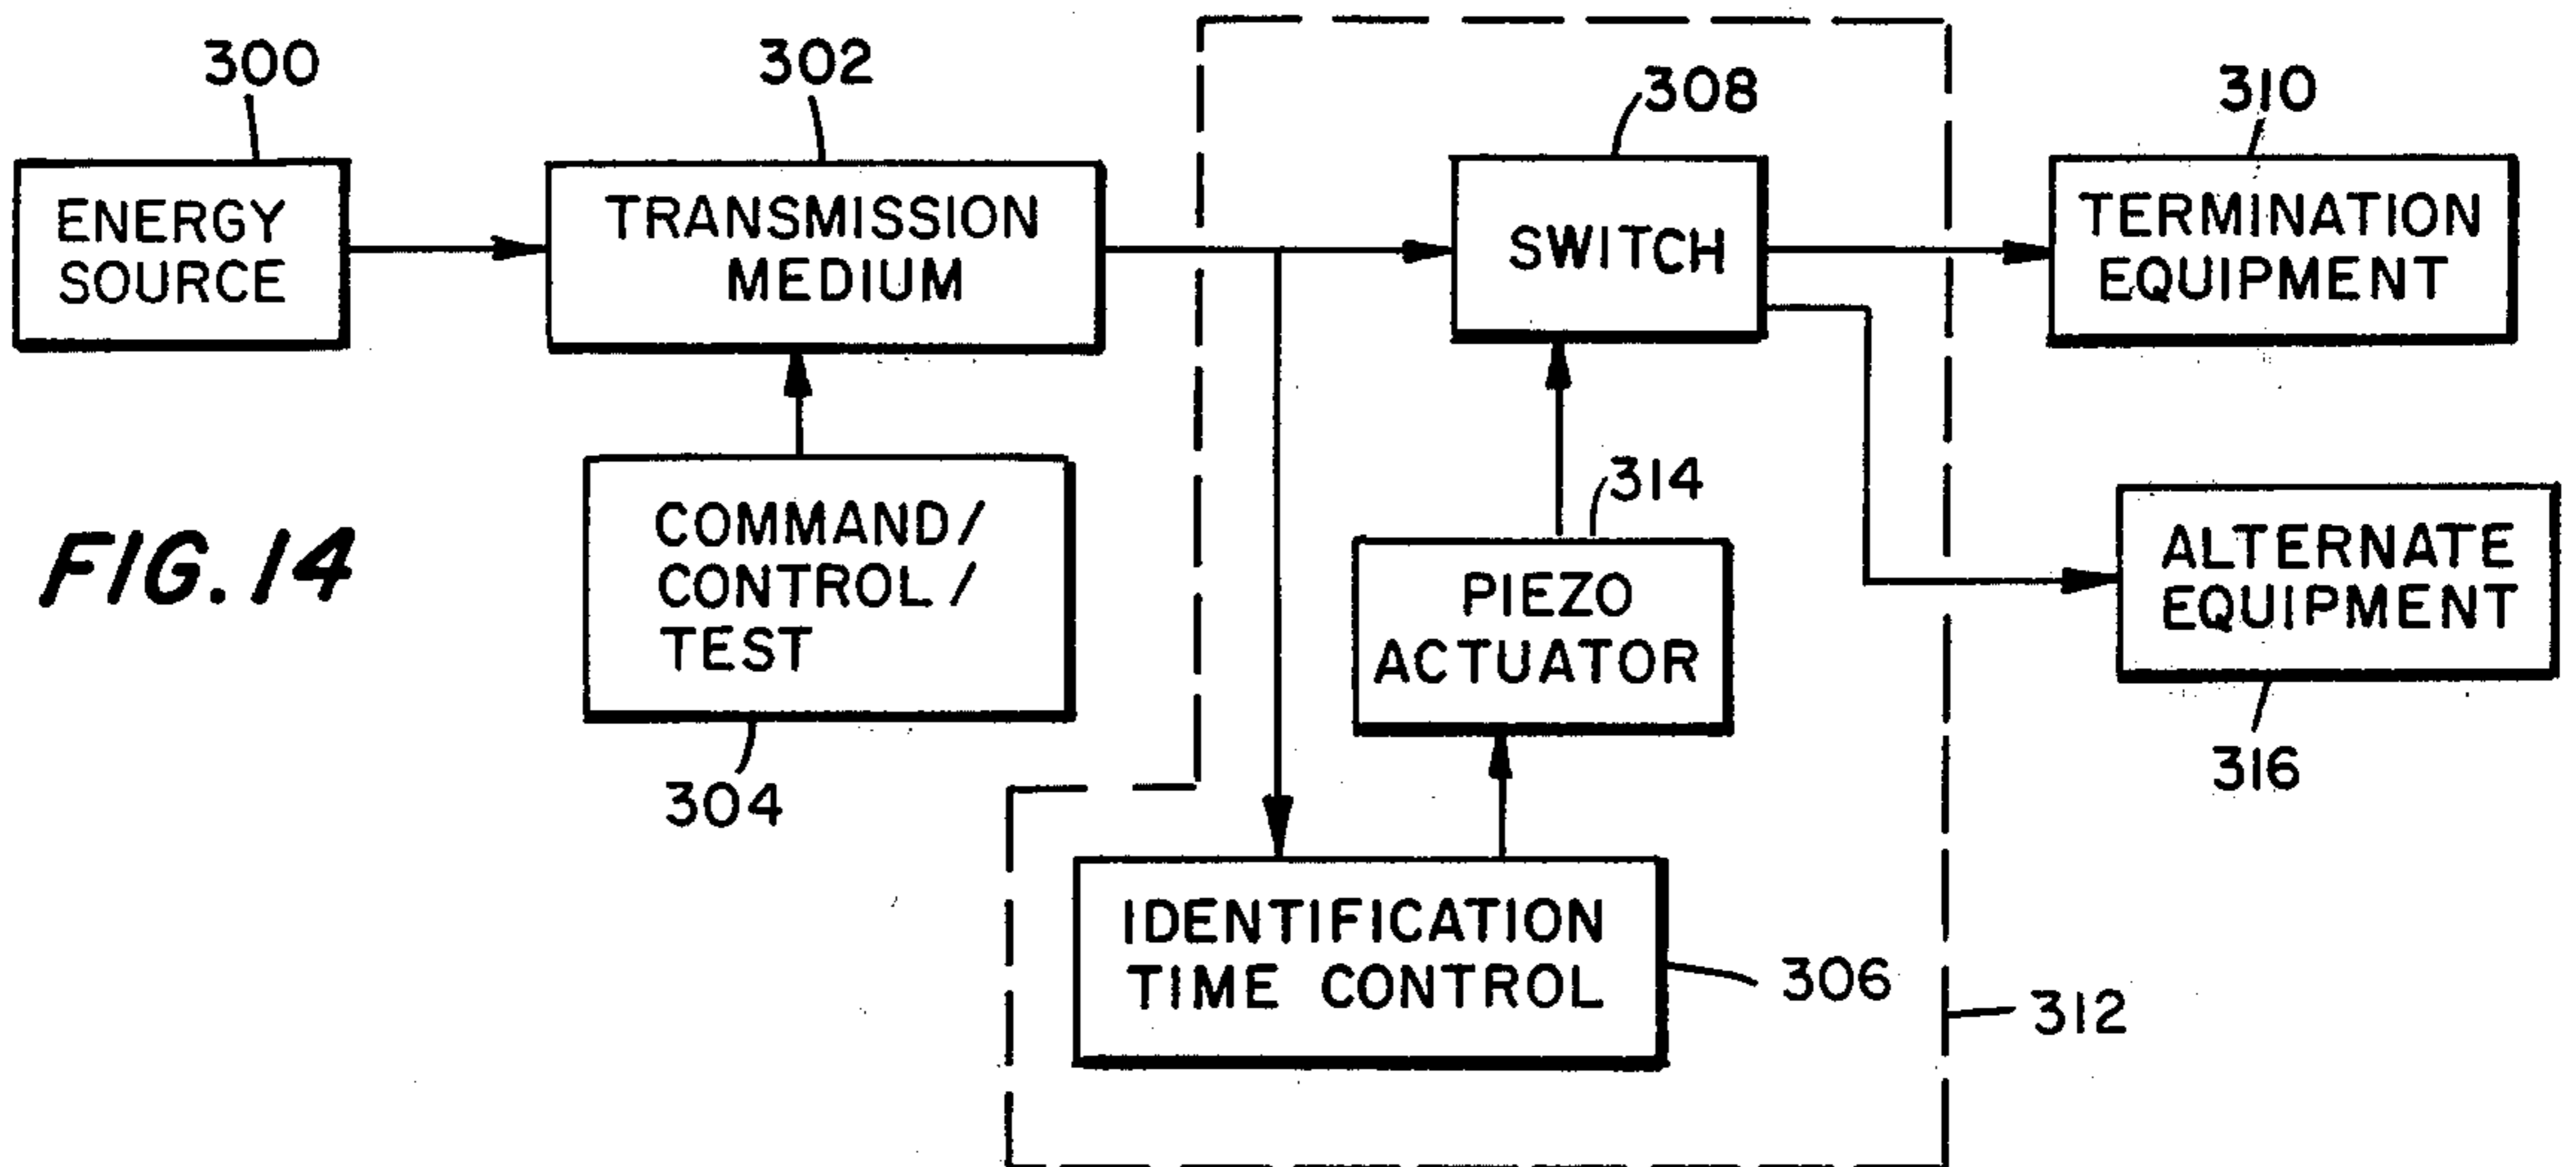 300
302
308
310
ENERGY
SOURCE
TRANSMISSION
MEDIUM
SWITCH
TERMINATION
EQUIPMENT
FIG. 14
COMMAND/
CONTROL/
TEST
304
314
PIEZO
ACTUATOR
ALTERNATE
EQUIPMENT
316
IDENTIFICATION
TIME CONTROL
306
312